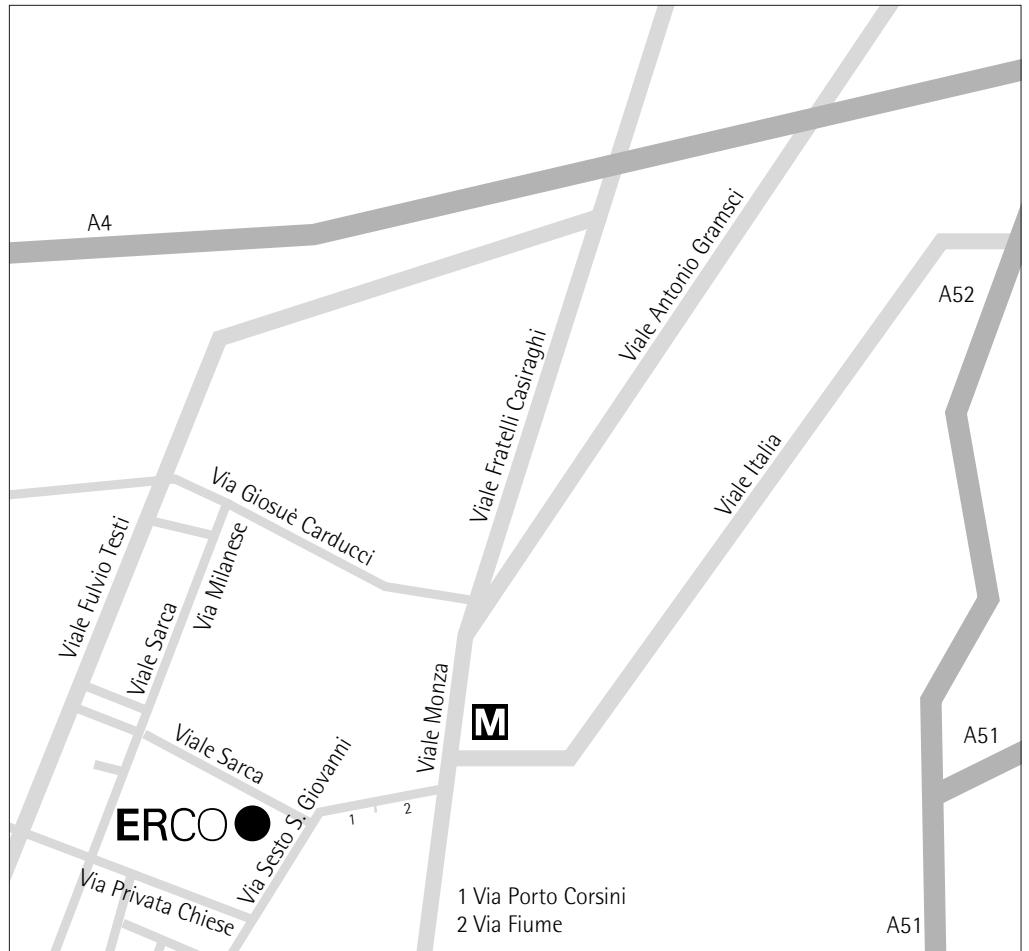 A4
Viale Antonio Gramsci
A52
Viale Fratelli Casiraghi
Viale Italia
Via Giosuè Carducci
Viale Fulvio Testi
Via Milanese
Viale Sarca
Viale Monza
M
Viale Sarca
A51
Via Sesto S. Giovanni
1
2
ERCO
Via Privata Chiese
1 Via Porto Corsini
2 Via Fiume
A51